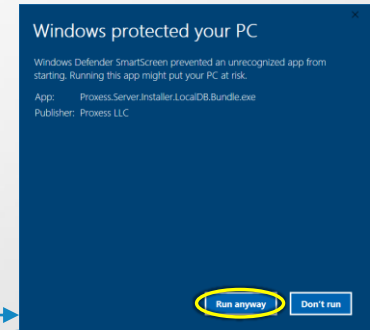 Windows protected your PC
Windows Defender SmartScreen prevented an unrecognized app from
starting. Running this app might put your PC at risk.
App: Proxess.Server.Installer.LocalDB.Bundle.exe
Publisher: Proxess LLC
Run anyway Don't run